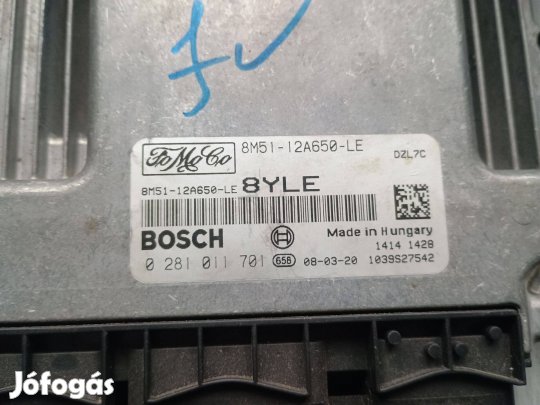 FoMoCo 8M51-12A650-LE DZL7C
8M51-12A650-LE 8YLE
BOSCH Made in Hungary
1414 1428
0 281 011 701 658 08-03-20 1039S27542
Jófogás